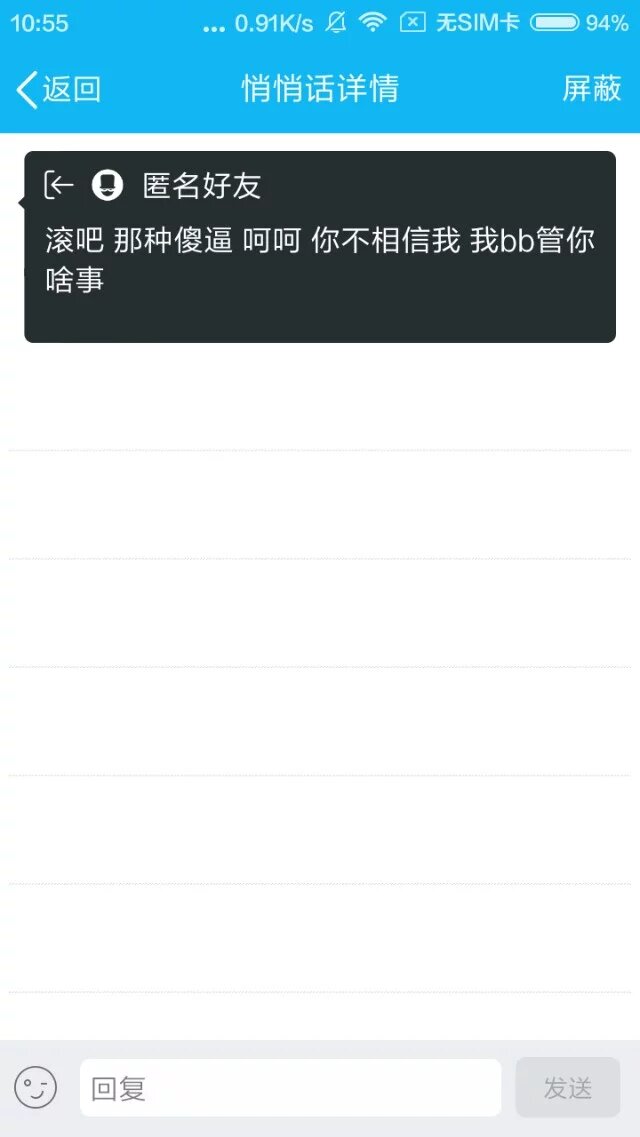 10:55 ... 0.91K/s 无SIM卡 94%
返回 悄悄话详情 屏蔽
匿名好友
滚吧 那种傻逼 呵呵 你不相信我 我bb管你
啥事
回复 发送